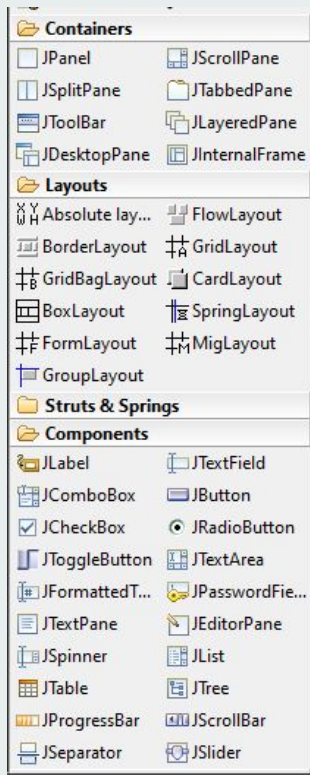 Containers
JPanel JScrollPane
JSplitPane JTabbedPane
JToolBar JLayeredPane
JDesktopPane JInternalFrame
Layouts
Absolute lay... FlowLayout
BorderLayout GridLayout
GridBagLayout CardLayout
BoxLayout SpringLayout
FormLayout MigLayout
GroupLayout
Struts & Springs
Components
JLabel JTextField
JComboBox JButton
JCheckBox JRadioButton
JToggleButton JTextArea
JFormattedT... JPasswordFie...
JTextPane JEditorPane
JSpinner JList
JTable JTree
JProgressBar JScrollBar
JSeparator JSlider